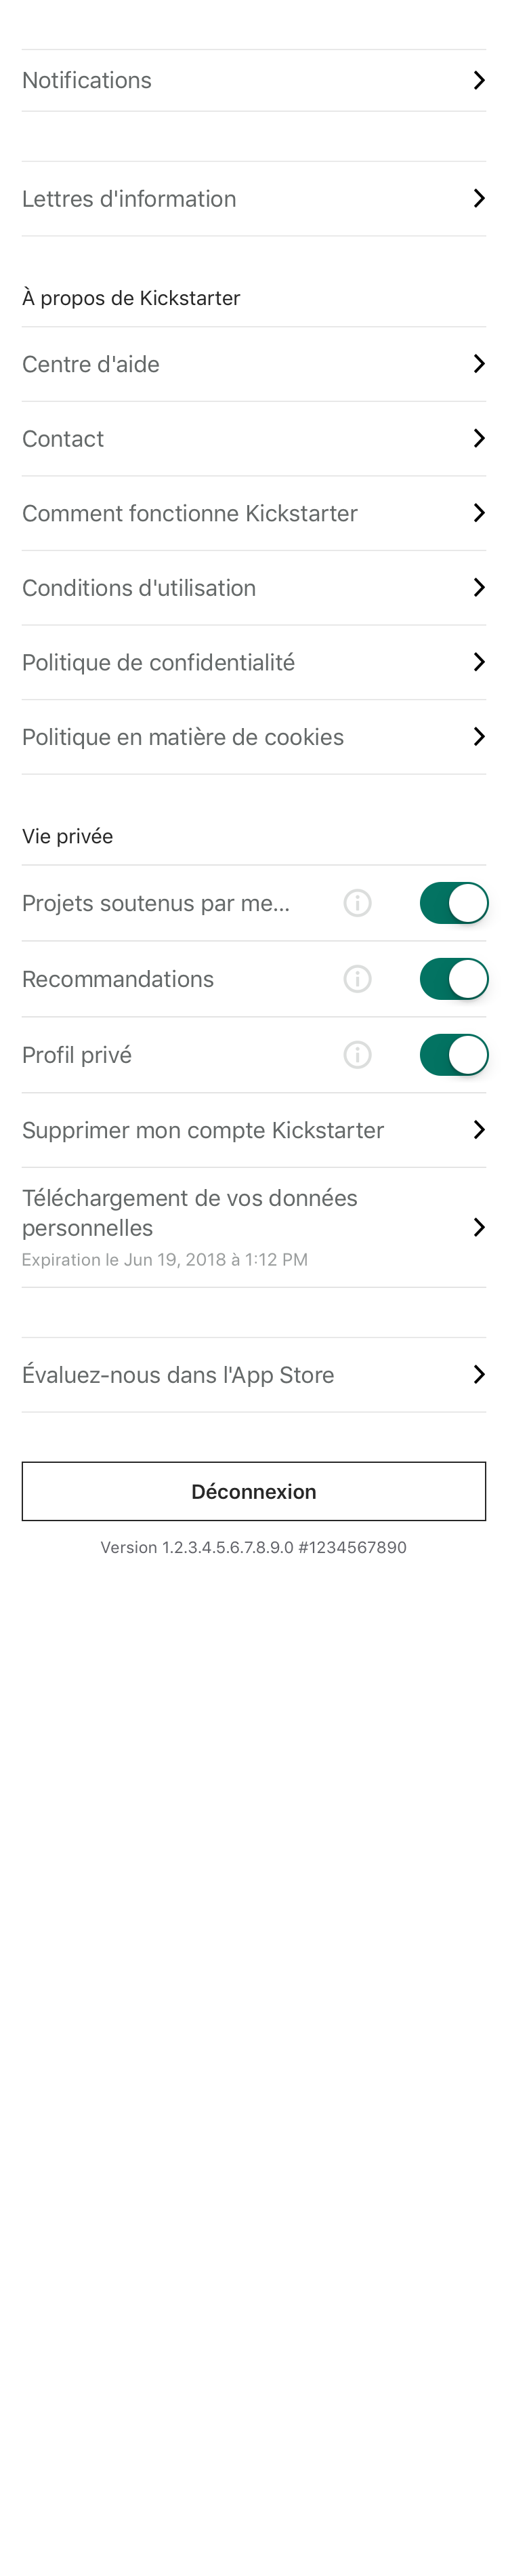 Notifications
Lettres d'information
À propos de Kickstarter
Centre d'aide
Contact
Comment fonctionne Kickstarter
Conditions d'utilisation
Politique de confidentialité
Politique en matière de cookies
Vie privée
Projets soutenus par me...
Recommandations
Profil privé
Supprimer mon compte Kickstarter
Téléchargement de vos données
personnelles
Expiration le Jun 19, 2018 à 1:12 PM
Évaluez-nous dans l'App Store
Déconnexion
Version 1.2.3.4.5.6.7.8.9.0 #1234567890